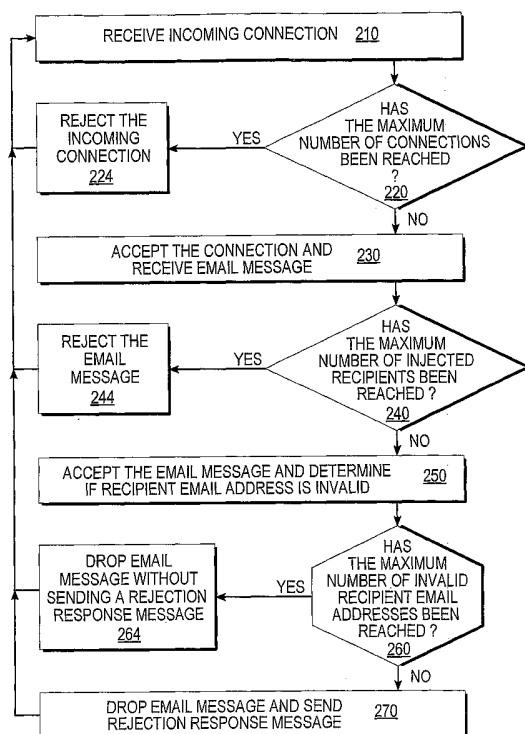 RECEIVE INCOMING CONNECTION 210
HAS
THE MAXIMUM
NUMBER OF CONNECTIONS
BEEN REACHED
?
220
YES
REJECT THE
INCOMING
CONNECTION
224
NO
ACCEPT THE CONNECTION AND
RECEIVE EMAIL MESSAGE 230
HAS
THE MAXIMUM
NUMBER OF INJECTED
RECIPIENTS BEEN
REACHED ?
240
YES
REJECT THE
EMAIL
MESSAGE
244
NO
ACCEPT THE EMAIL MESSAGE AND DETERMINE
IF RECIPIENT EMAIL ADDRESS IS INVALID 250
HAS
THE MAXIMUM
NUMBER OF INVALID
RECIPIENT EMAIL
ADDRESSES BEEN
REACHED ?
260
YES
DROP EMAIL
MESSAGE WITHOUT
SENDING A REJECTION
RESPONSE MESSAGE
264
NO
DROP EMAIL MESSAGE AND SEND
REJECTION RESPONSE MESSAGE 270